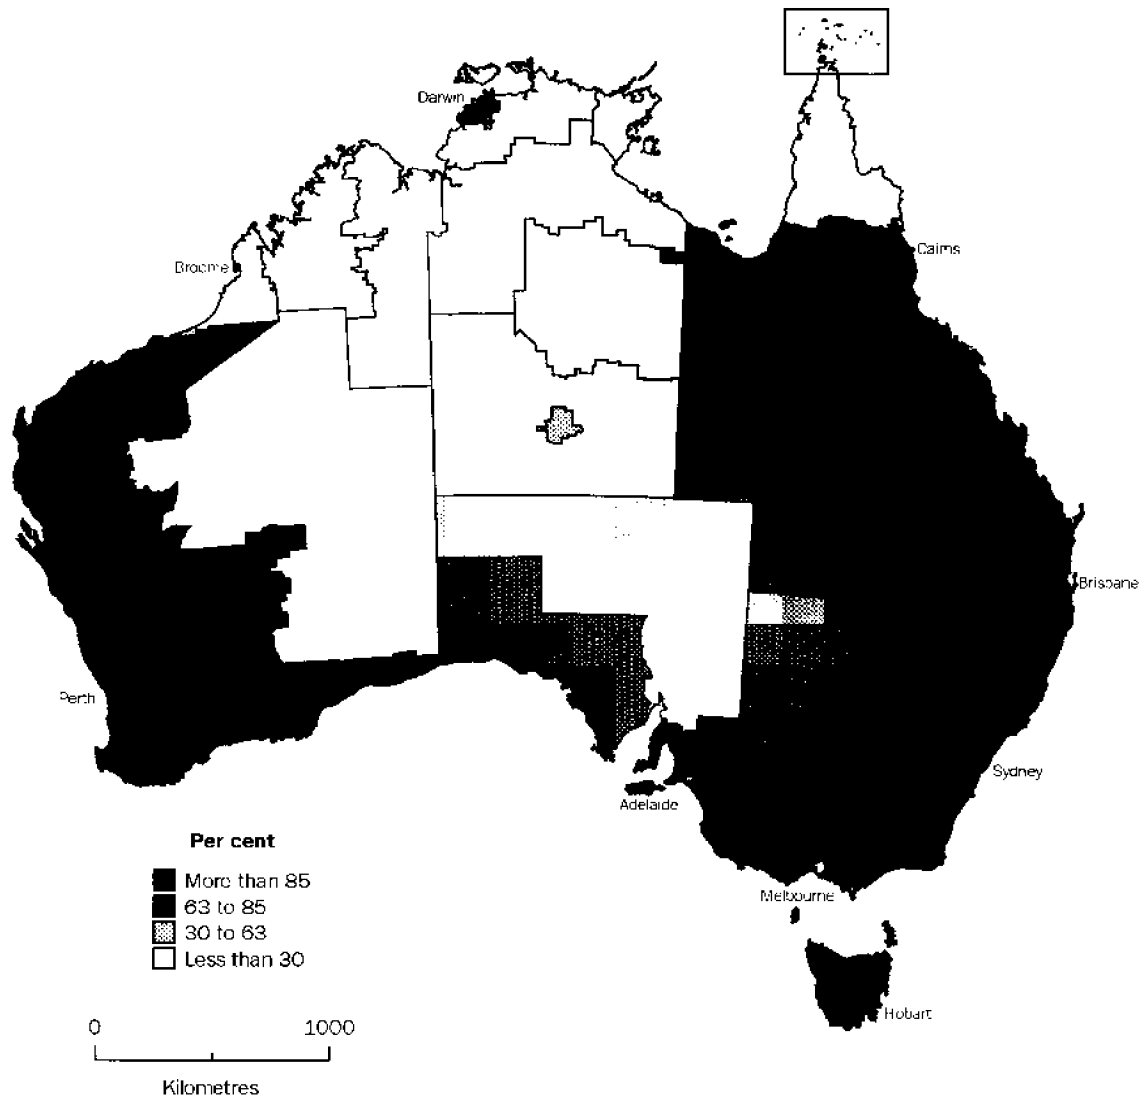 Darwin
Broome
Cairns
Brisbane
Perth
Sydney
Adelaide
Per cent
More than 85
63 to 85
30 to 63
Less than 30
Melbourne
Hobart
0 1000
Kilometres